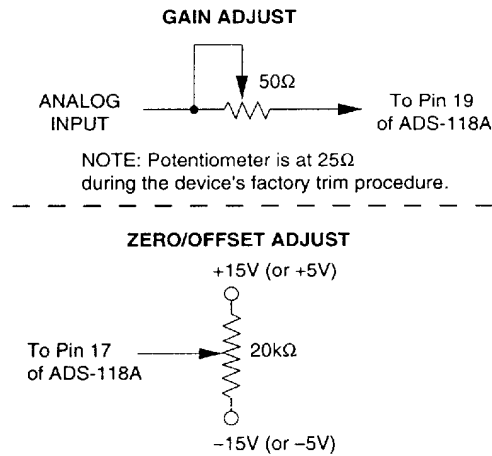 GAIN ADJUST
50Ω
ANALOG
INPUT
To Pin 19
of ADS-118A
NOTE: Potentiometer is at 25Ω
during the device's factory trim procedure.
ZERO/OFFSET ADJUST
+15V (or +5V)
To Pin 17
of ADS-118A
20kΩ
−15V (or −5V)